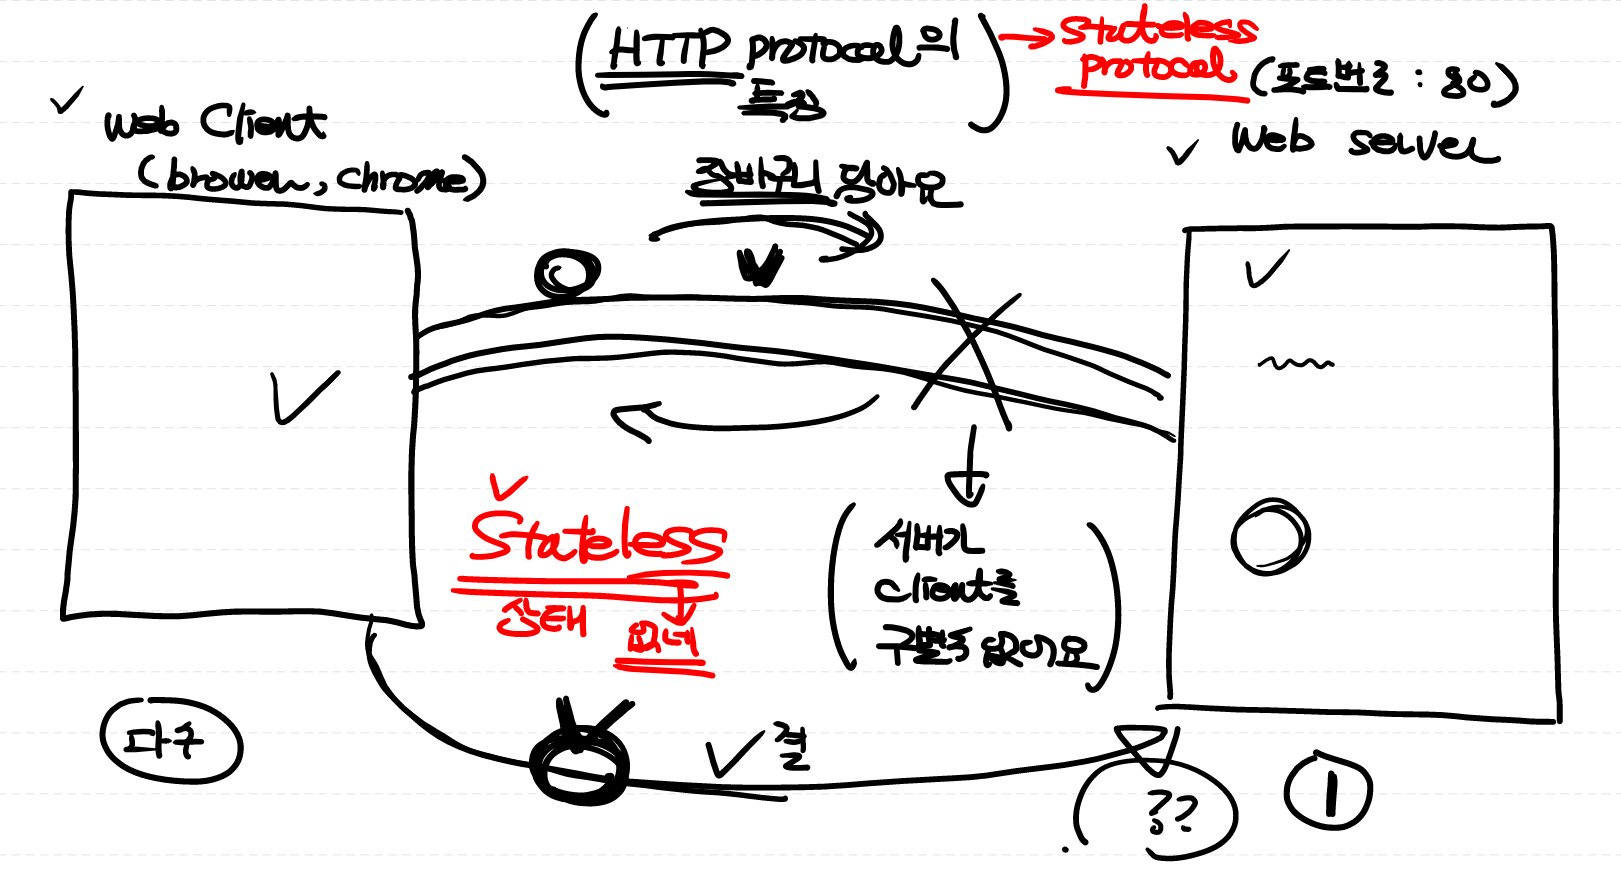 (HTTP protocol의
특징)
→ Stateless
protocol
(포트번호 : 80)
Web Client
(browser, chrome)
Web server
장바구니 담아요
Stateless
상태
없네
(서버가
Client를
구별할수 없어요)
다수
결
??
1